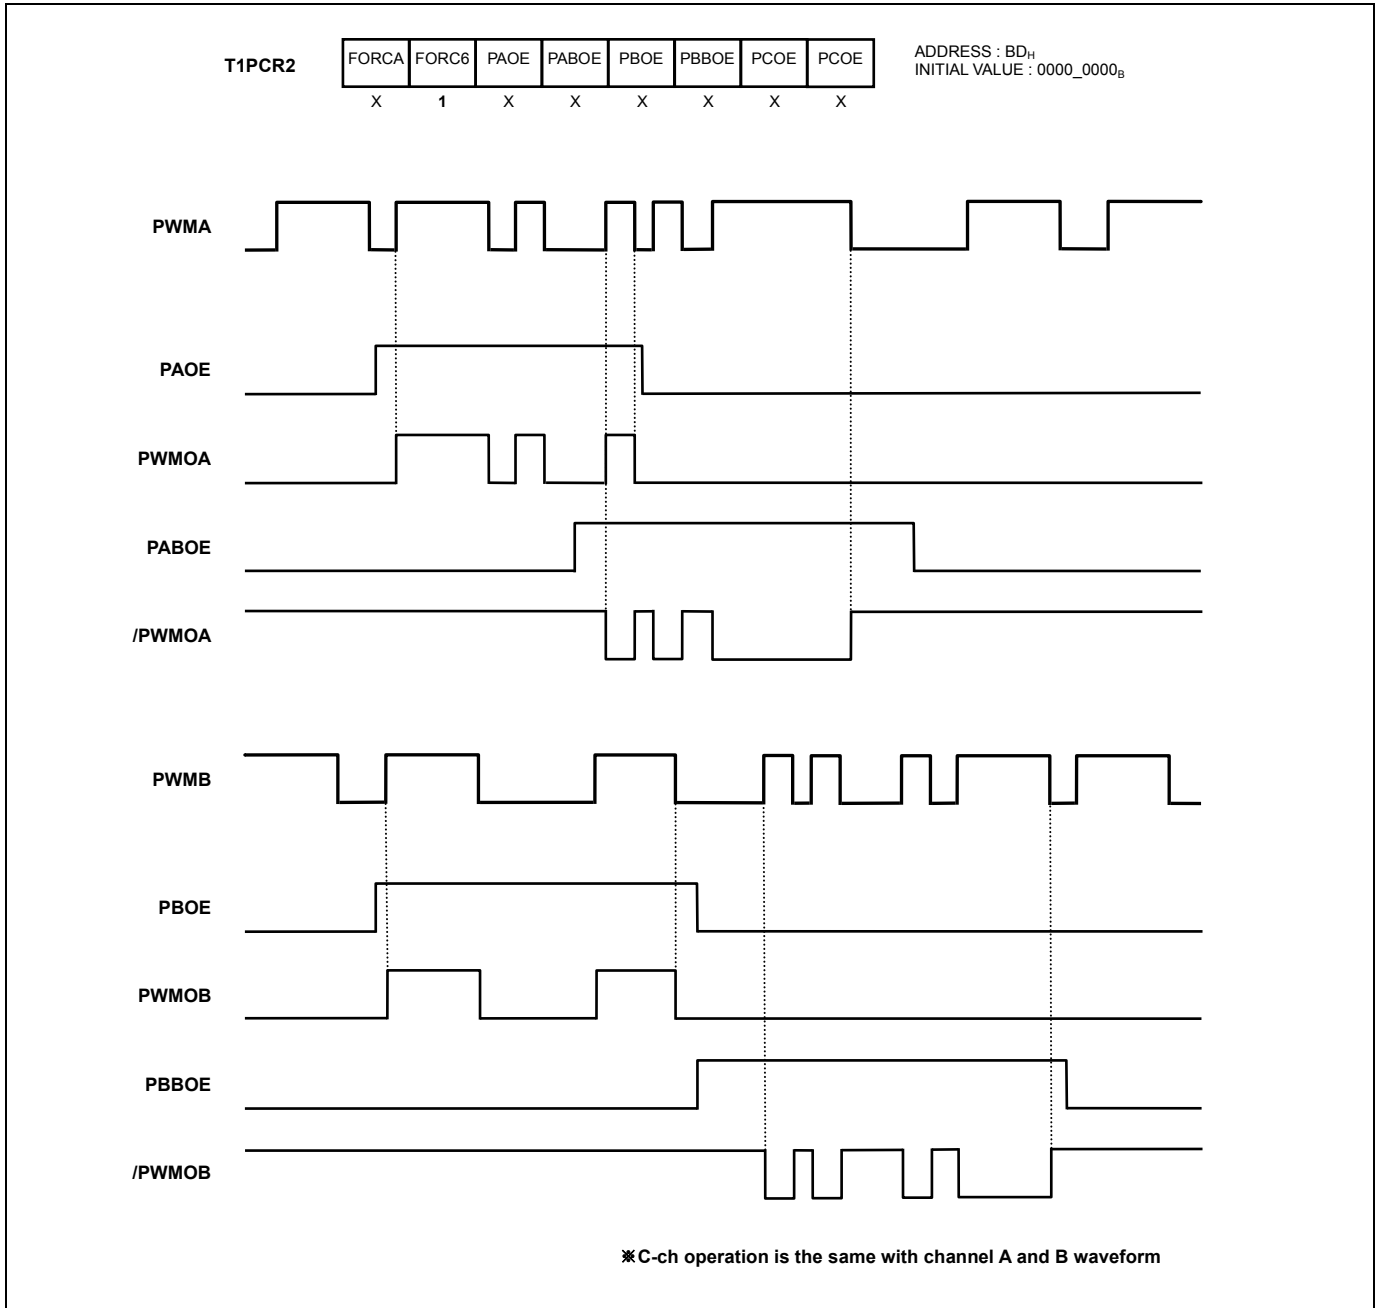 T1PCR2 FORCA FORC6 PAOE PABOE PBOE PBBOE PCOE PCOE ADDRESS : BDH
INITIAL VALUE : 0000_0000B
X 1 X X X X X X
PWMA
PAOE
PWMOA
PABOE
/PWMOA
PWMB
PBOE
PWMOB
PBBOE
/PWMOB
※C-ch operation is the same with channel A and B waveform